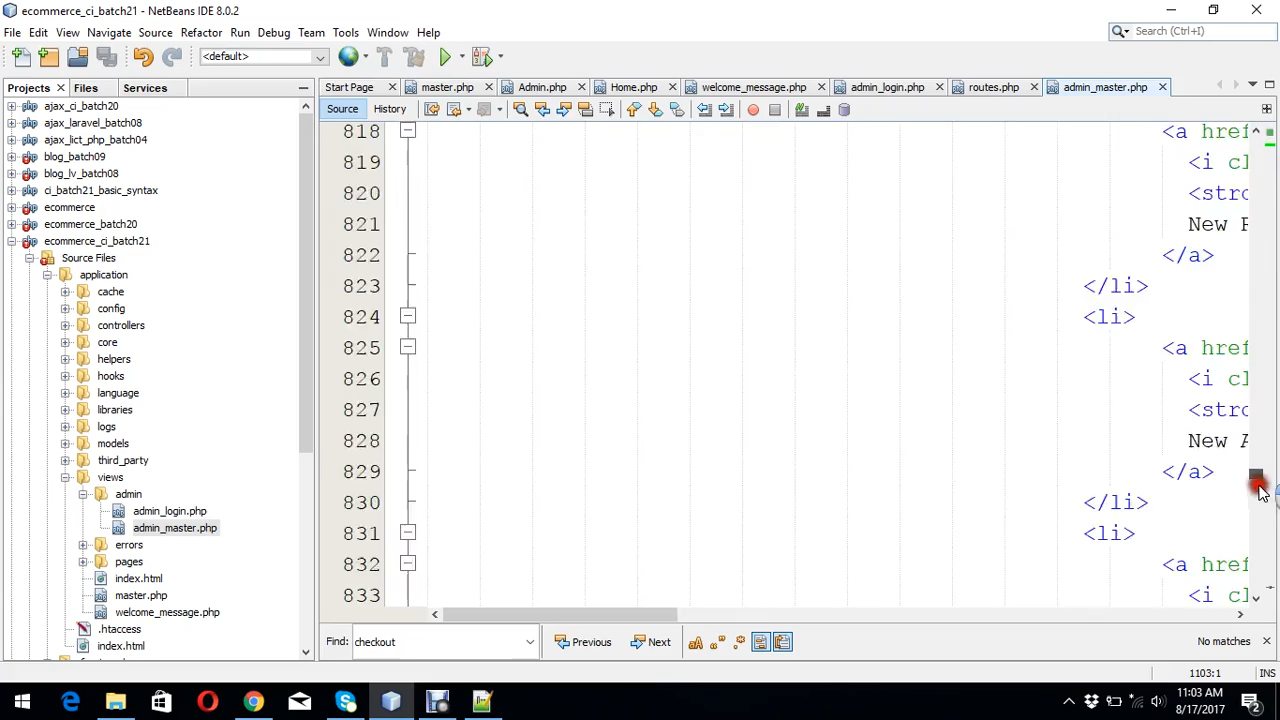 ecommerce_ci_batch21 - NetBeans IDE 8.0.2
File Edit View Navigate Source Refactor Run Debug Team Tools Window Help
Search (Ctrl+I)
<default>
Projects Files Services
Start Page master.php Admin.php Home.php welcome_message.php admin_login.php routes.php admin_master.php
Source History
ajax_ci_batch20
ajax_laravel_batch08
ajax_lict_php_batch04
blog_batch09
blog_lv_batch08
ci_batch21_basic_syntax
ecommerce
ecommerce_batch20
ecommerce_ci_batch21
Source Files
application
cache
config
controllers
core
helpers
hooks
language
libraries
logs
models
third_party
views
admin
admin_login.php
admin_master.php
errors
pages
index.html
master.php
welcome_message.php
.htaccess
index.html
818 <a href
819 <i cl
820 <stro
821 New R
822 </a>
823 </li>
824 <li>
825 <a href
826 <i cl
827 <stro
828 New A
829 </a>
830 </li>
831 <li>
832 <a href
833 <i cl
Find: checkout Previous Next No matches
1103:1 INS
11:03 AM
8/17/2017
2